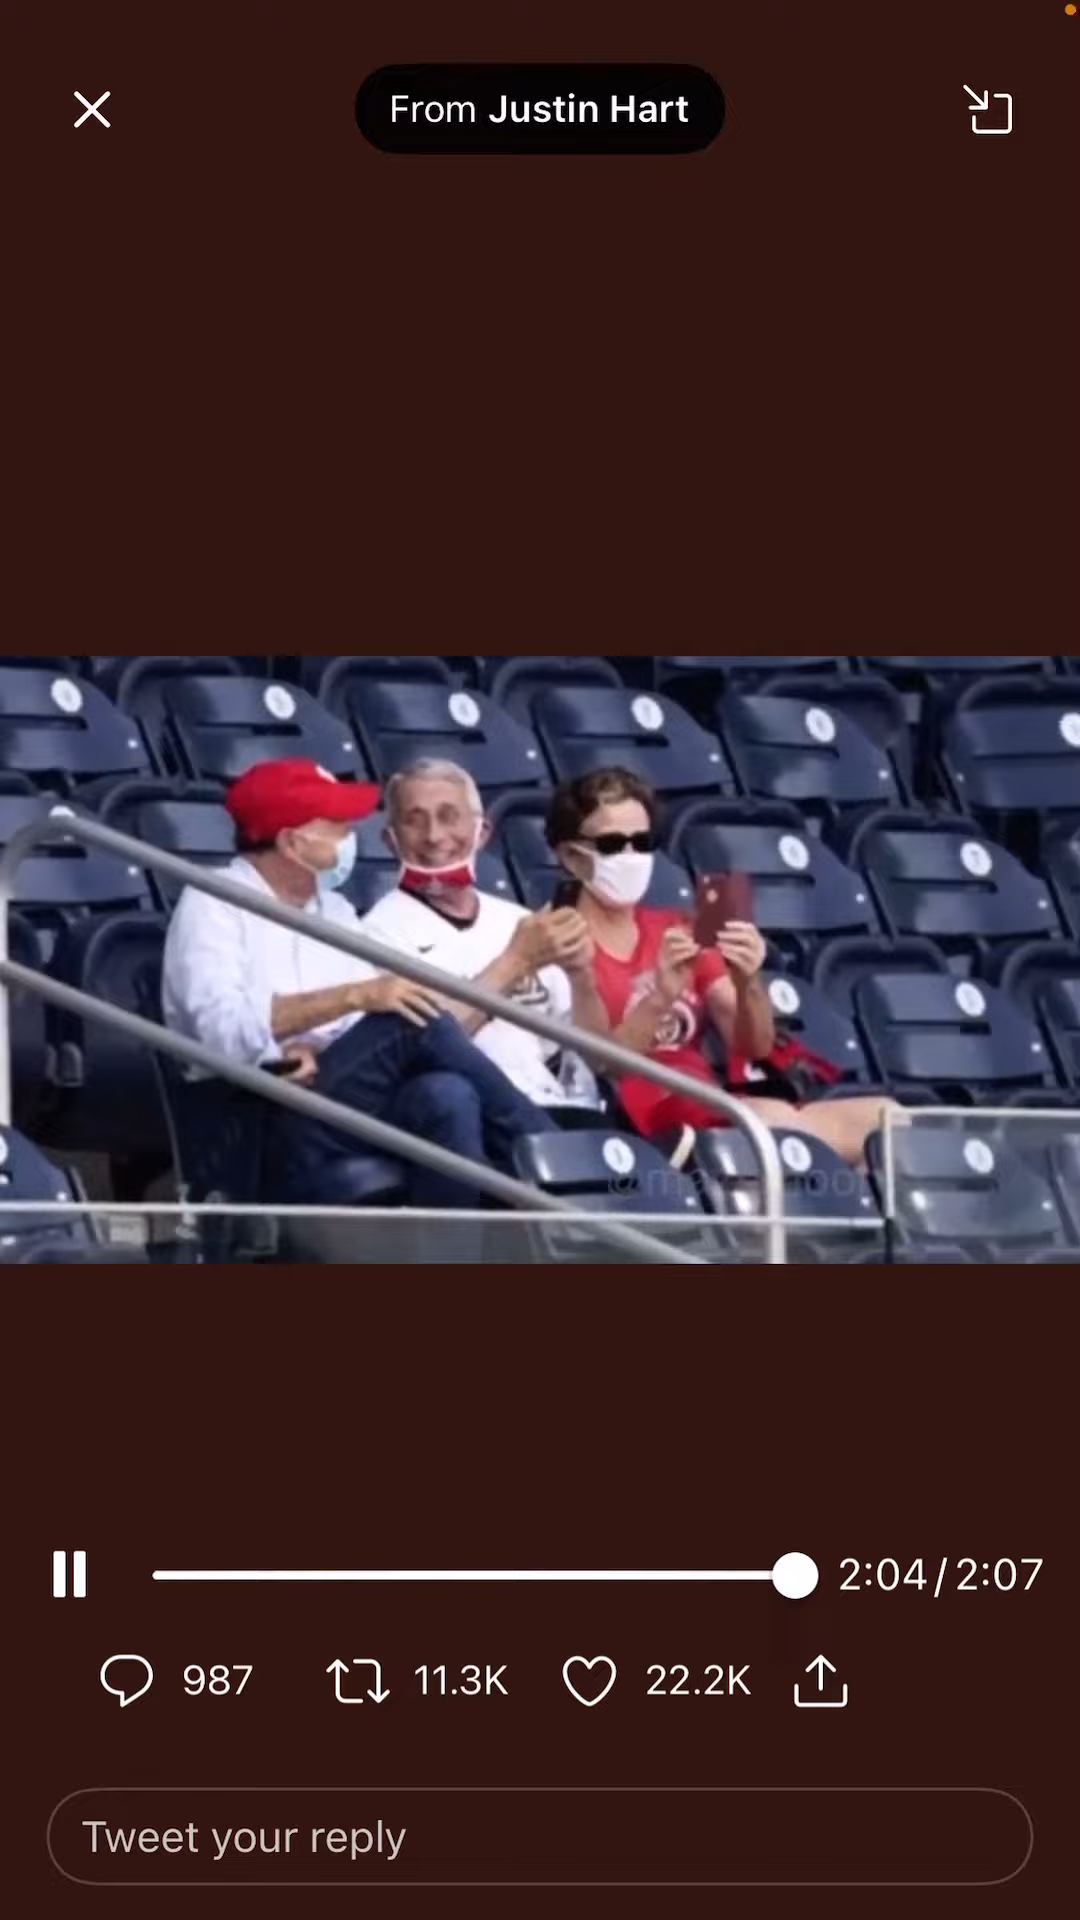 From Justin Hart
2:04/2:07
987
11.3K
22.2K
Tweet your reply